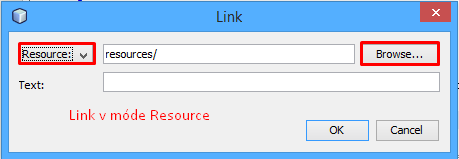 Link
Resource: resources/ Browse...
Text:
Link v móde Resource
OK Cancel